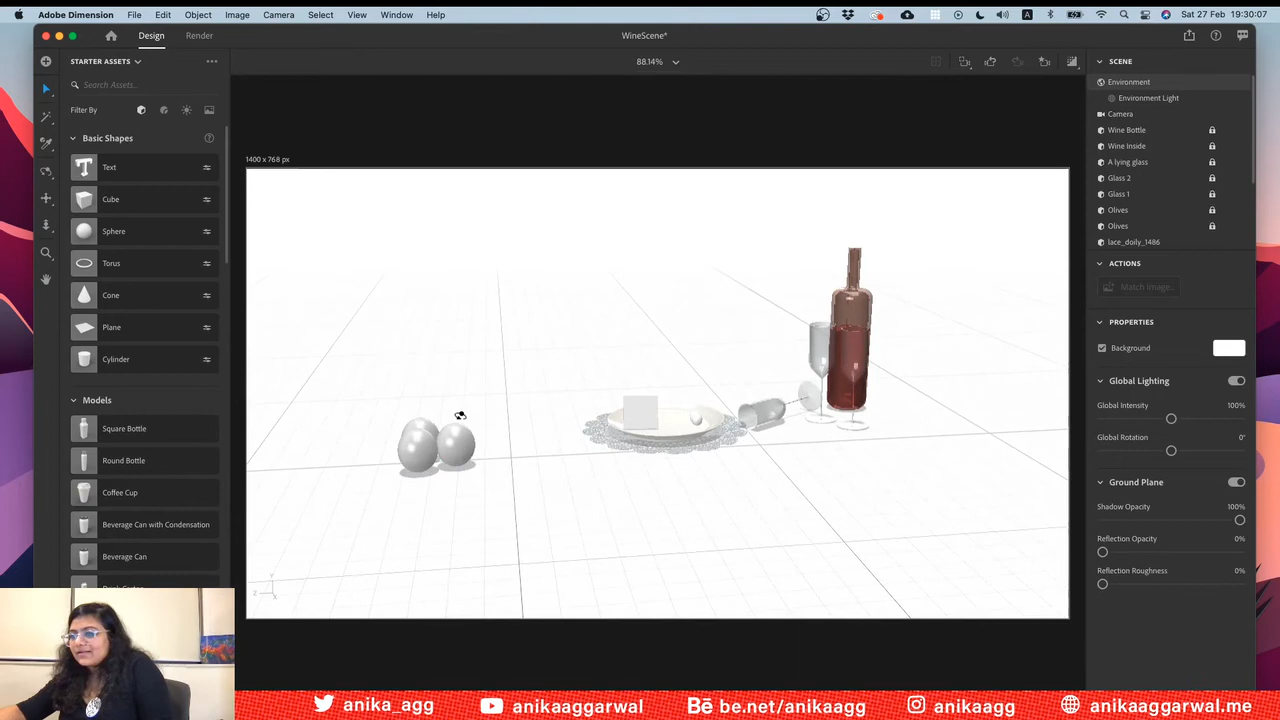 Adobe Dimension File Edit Object Image Camera Select View Window Help
A
Sat 27 Feb 19:30:07
Design Render
WineScene*
STARTER ASSETS
Search Assets..
88.14%
Filter By
Basic Shapes
Text
Cube
Sphere
Torus
Cone
Plane
Cylinder
Models
Square Bottle
Round Bottle
Coffee Cup
Beverage Can with Condensation
Beverage Can
1400 x 768 px
Y
Z
X
SCENE
Environment
Environment Light
Camera
Wine Bottle
Wine Inside
A lying glass
Glass 2
Glass 1
Olives
Olives
lace_doily_1486
ACTIONS
Match Image..
PROPERTIES
Background
Global Lighting
Global Intensity 100%
Global Rotation 0°
Ground Plane
Shadow Opacity 100%
Reflection Opacity 0%
Reflection Roughness 0%
anika_agg anikaaggarwal be.net/anikaagg anikaagg anikaaggarwal.me